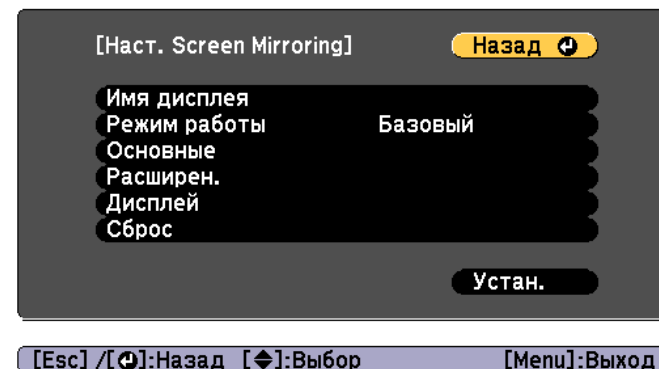 [Наст. Screen Mirroring] Назад
Имя дисплея
Режим работы Базовый
Основные
Расширен.
Дисплей
Сброс
Устан.
[Esc] /[⏎]:Назад [◆]:Выбор [Menu]:Выход